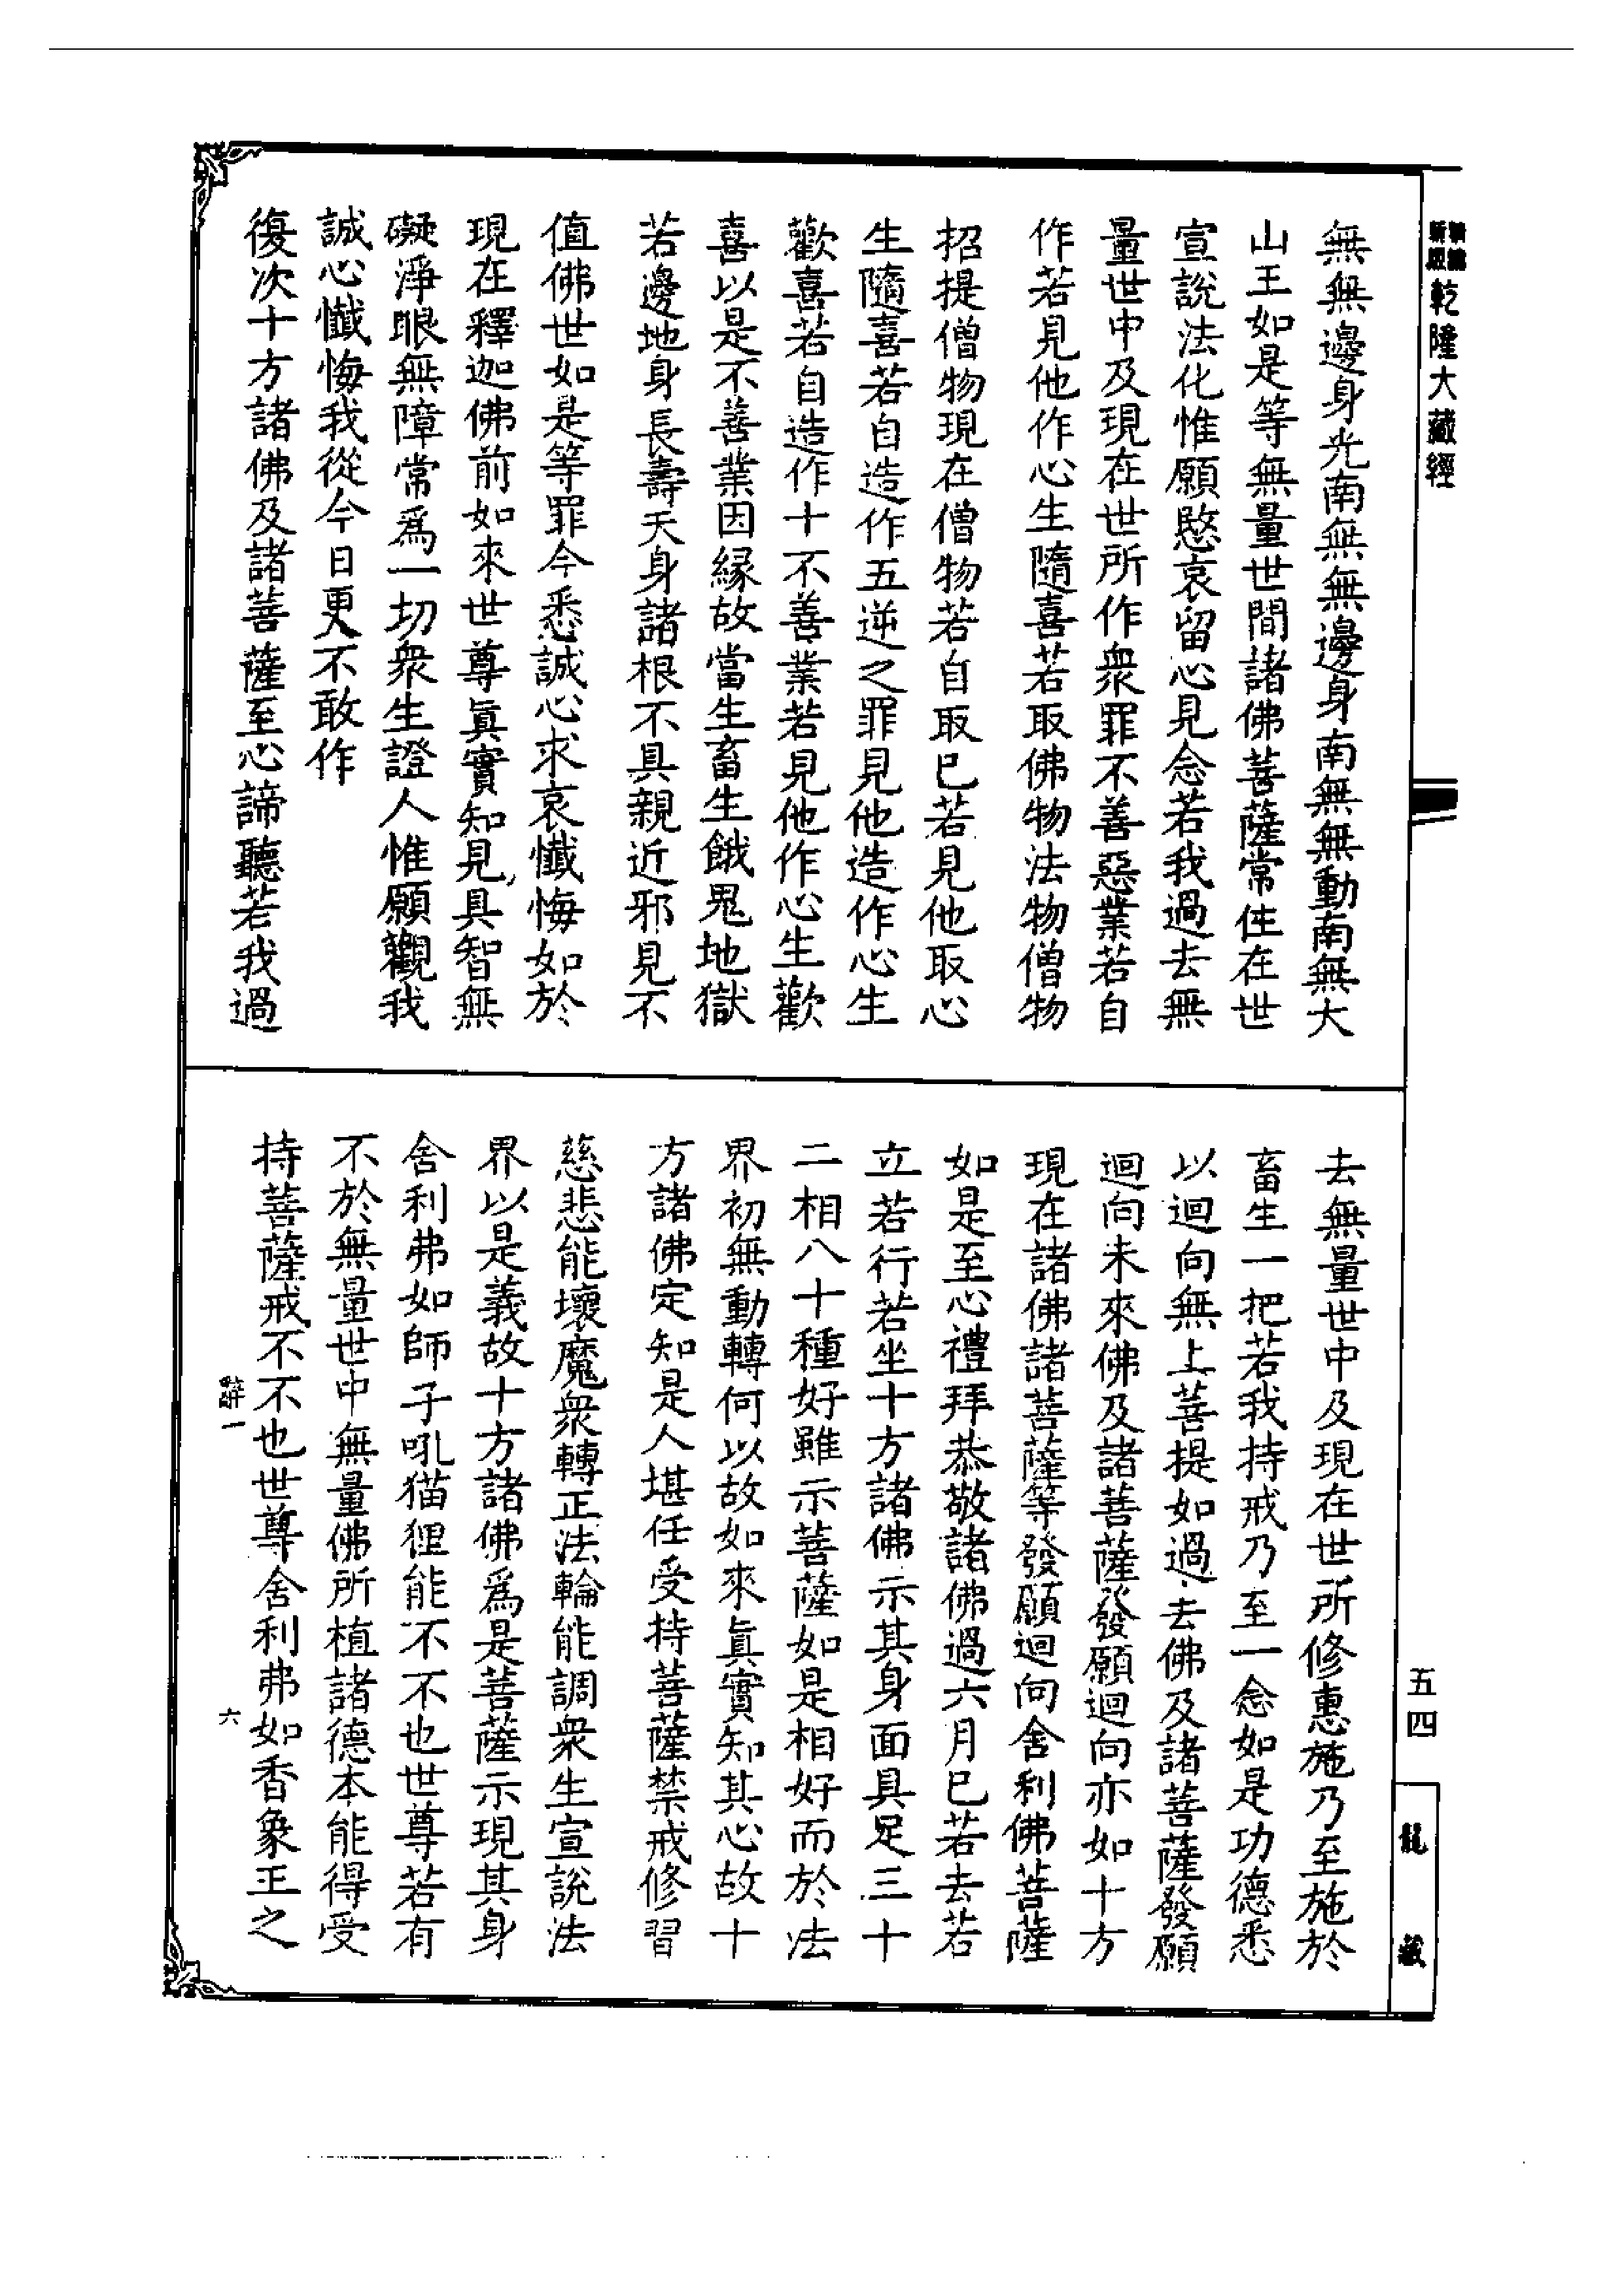 乾隆大藏經
無無邊身光南無無邊身南無無動南無大
山王如是等無量世間諸佛菩薩常住在世
宣說法化惟願愍哀留心見念若我過去無
量世中及現在世所作衆罪不善惡業若自
作若見他作心生隨喜若取佛物法物僧物
招提僧物現在僧物若自取已若見他取心
生隨喜若自造作五逆之罪見他造作心生
歡喜若自造作十不善業若見他作心生歡
喜以是不善業因緣故當生畜生餓鬼地獄
若邊地身長壽天身諸根不具親近邪見不
值佛世如是等罪今悉誠心求哀懺悔如於
現在釋迦佛前如來世尊眞實知見具智無
礙淨眼無障常爲一切衆生證人惟願觀我
誠心懺悔我從今日更不敢作
復次十方諸佛及諸菩薩至心諦聽若我過
去無量世中及現在世所修惠施乃至施於
畜生一把若我持戒乃至一念如是功德悉
以迴向無上菩提如過去佛及諸菩薩發願
迴向未來佛及諸菩薩發願迴向亦如十方
現在諸佛諸菩薩等發願迴向舍利佛菩薩
如是至心禮拜恭敬諸佛過六月已若去若
立若行若坐十方諸佛示其身面具足三十
二相八十種好雖示菩薩如是相好而於法
界初無動轉何以故如來眞實知其心故十
方諸佛定知是人堪任受持菩薩禁戒修習
慈悲能壞魔衆轉正法輪能調衆生宣說法
界以是義故十方諸佛爲是菩薩示現其身
舍利弗如師子吼猫狸能不不也世尊若有
不於無量世中無量佛所植諸德本能得受
持菩薩戒不不也世尊舍利弗如香象王之
五四
龍藏
六